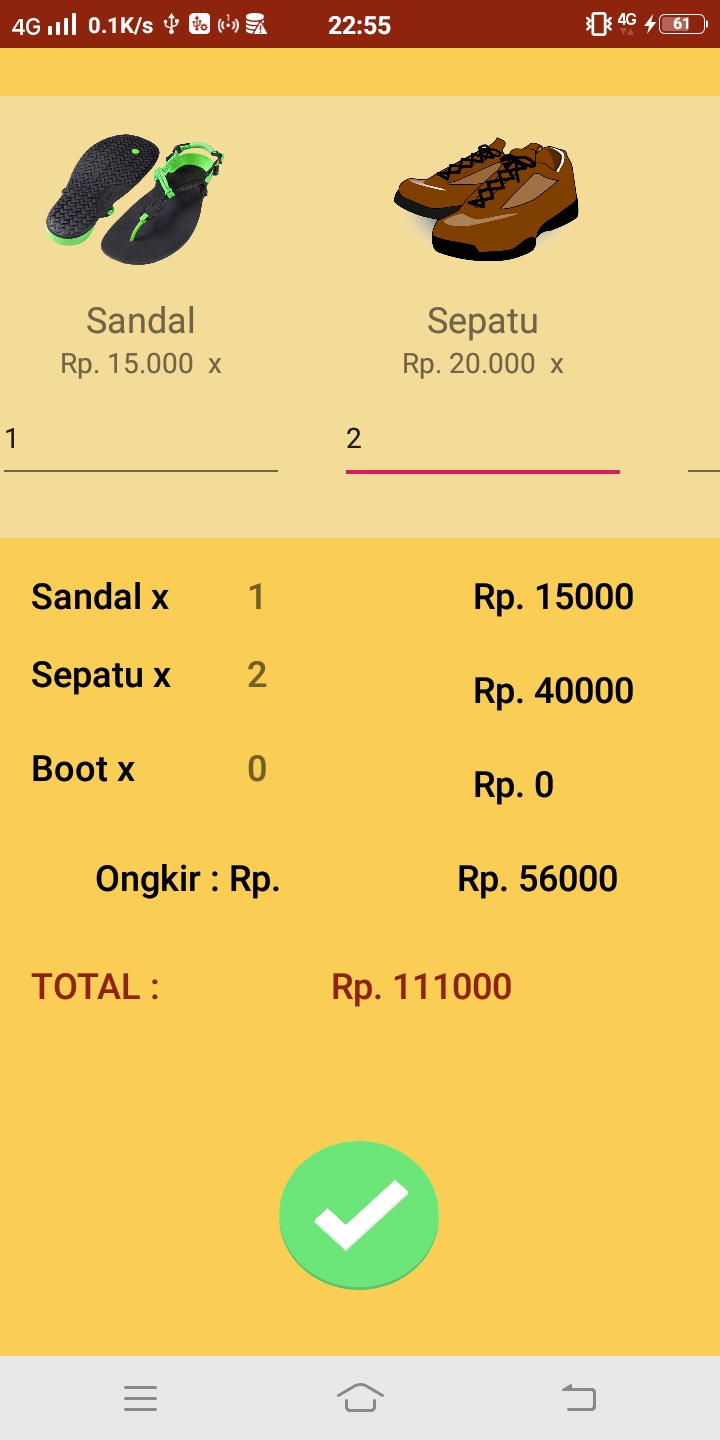 4G 0.1K/s 22:55 4G 61
Sandal Sepatu
Rp. 15.000 x Rp. 20.000 x
1 2
Sandal x 1 Rp. 15000
Sepatu x 2 Rp. 40000
Boot x 0 Rp. 0
Ongkir : Rp. Rp. 56000
TOTAL : Rp. 111000